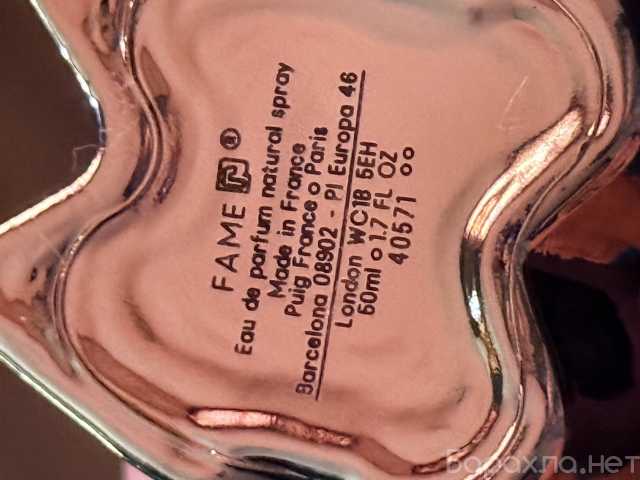 FAME ®
Eau de parfum natural spray
Made in France
Puig France o Paris
Barcelona 08902 - Pl Europa 46
London WC1B 5EH
50ml o 1.7 FL OZ
40571 oo
Барахла.нет